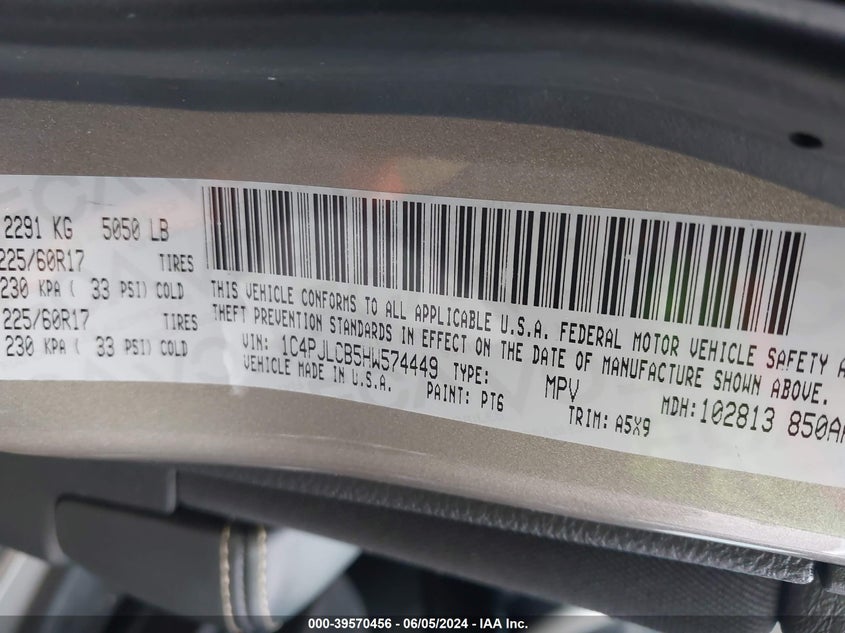 2291 KG 5050 LB
225/60R17 TIRES
230 KPA ( 33 PSI) COLD
225/60R17 TIRES
230 KPA ( 33 PSI) COLD
THIS VEHICLE CONFORMS TO ALL APPLICABLE U.S.A. FEDERAL MOTOR VEHICLE SAFETY A
THEFT PREVENTION STANDARDS IN EFFECT ON THE DATE OF MANUFACTURE SHOWN ABOVE.
VIN: 1C4PJLCB5HW574449 TYPE: MPV MDH:102813 850A
VEHICLE MADE IN U.S.A. PAINT: PT6 TRIM: A5X9
000-39570456 - 06/05/2024 - IAA Inc.